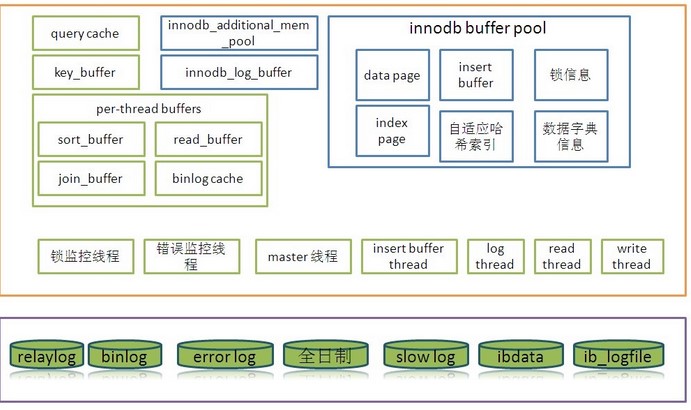 query cache
innodb_additional_mem
_pool
key_buffer
innodb_log_buffer
per-thread buffers
sort_buffer
read_buffer
join_buffer
binlog cache
innodb buffer pool
data page
insert
buffer
锁信息
index
page
自适应哈
希索引
数据字典
信息
锁监控线程
错误监控线
程
master 线程
insert buffer
thread
log
thread
read
thread
write
thread
relaylog
binlog
error log
全日制
slow log
ibdata
ib_logfile